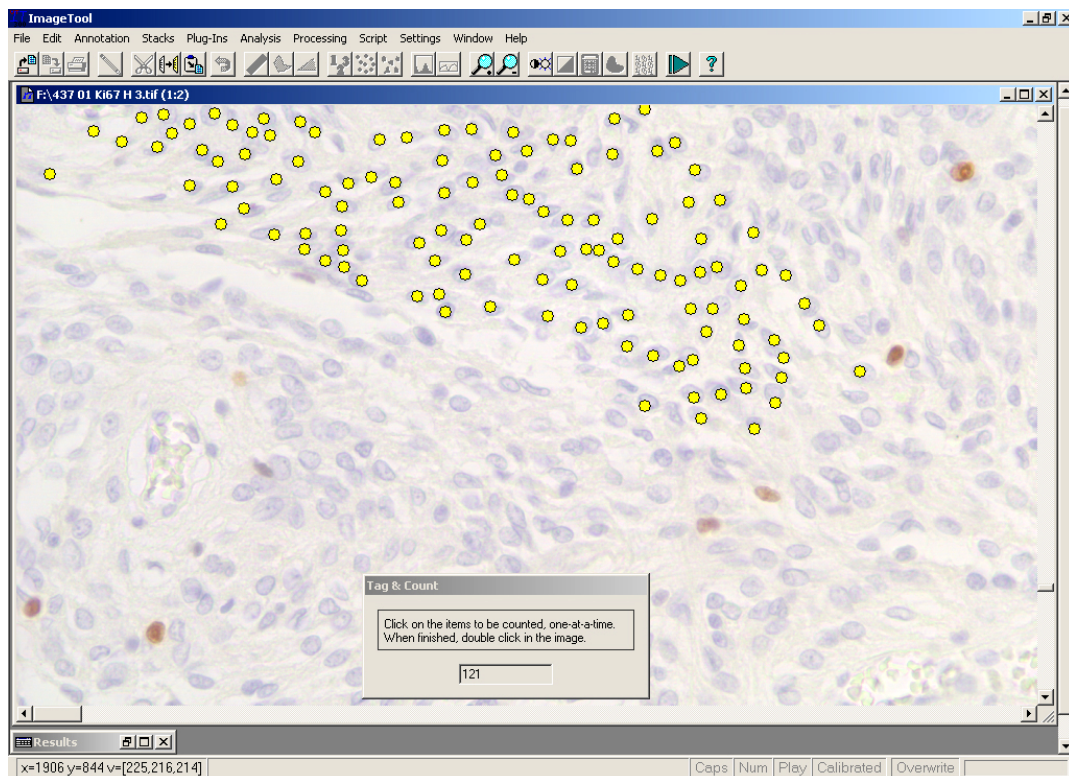 ImageTool
File Edit Annotation Stacks Plug-Ins Analysis Processing Script Settings Window Help
F:\437 01 Ki67 H 3.tif (1:2)
Tag & Count
Click on the items to be counted, one-at-a-time.
When finished, double click in the image.
121
Results
x=1906 y=844 v=[225,216,214]
Caps Num Play Calibrated Overwrite